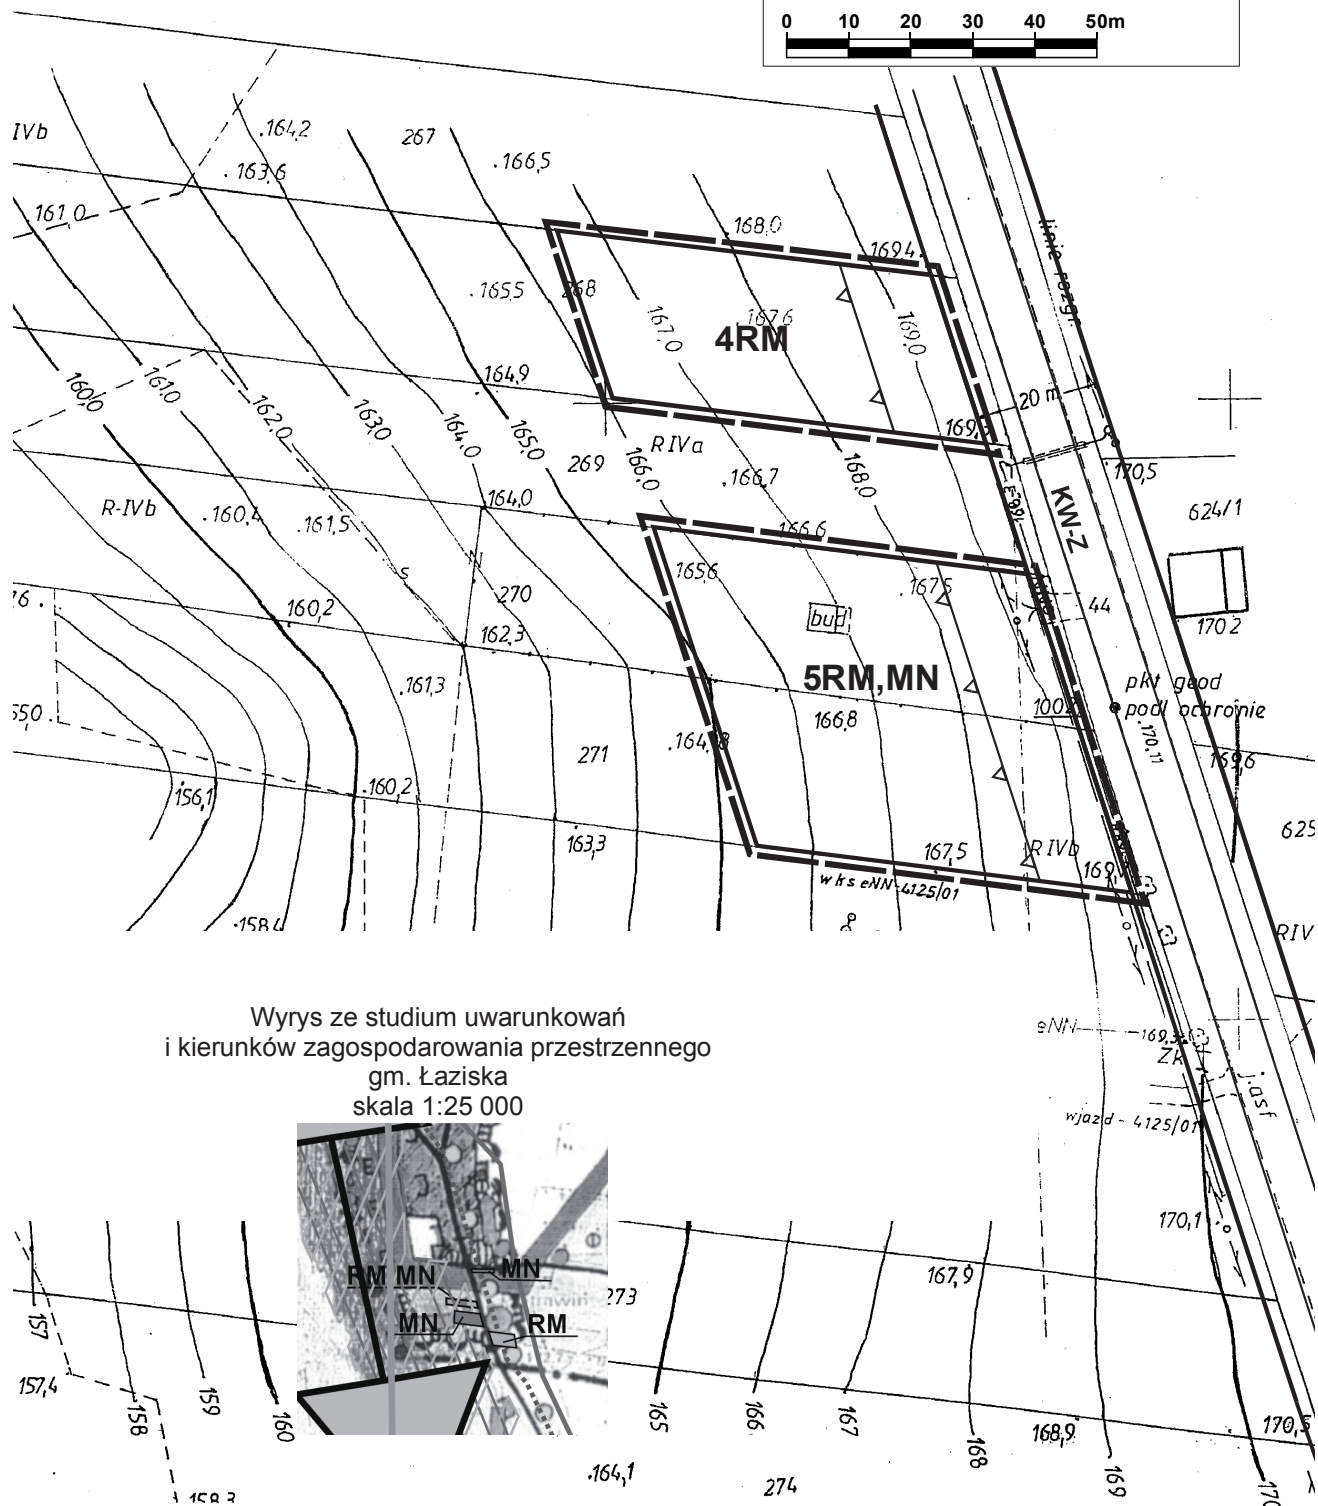 0 10 20 30 40 50m
IVb
.164,2
267
.166,5
.163,6
161,0
168,0
169,4
linie rozgr.
.165,5
268
167,0
.167,6
4RM
169,0
20 m
164,9
160,0
161,0
162,0
163,0
164,0
165,0
R IVa
269
166,0
.166,7
168,0
170,5
KW-Z
624/1
R-IVb
.160,4
.161,5
164,0
166,6
165,6
167,5
S
N
270
160,2
162,3
bud
44
170 2
5RM,MN
.161,3
pkt geod
podl ochronie
100,2
166,8
.170,11
271
.164,8
169,6
156,1
.160,2
163,3
167,5
R IVb
625
wks eNN-4125/01
.158,4
RIV
Wyrys ze studium uwarunkowań
i kierunków zagospodarowania przestrzennego
gm. Łaziska
skala 1:25 000
eNN
169,3
ZK
asf
wjazd - 4125/01
170,1
RM MN
MN
MN
RM
273
167,9
157
157,4
158
159
160
165
166
167
168
168,9
169
170,5
170
.164,1
274
158,3